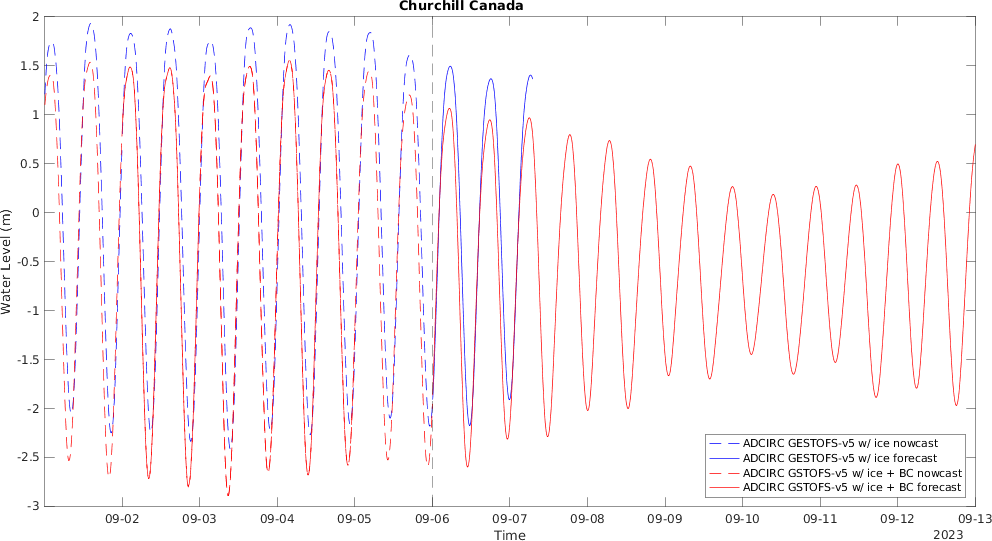 Churchill Canada
2
1.5
1
0.5
0
-0.5
-1
-1.5
-2
-2.5
-3
Water Level (m)
ADCIRC GESTOFS-v5 w/ ice nowcast
ADCIRC GESTOFS-v5 w/ ice forecast
ADCIRC GSTOFS-v5 w/ ice + BC nowcast
ADCIRC GSTOFS-v5 w/ ice + BC forecast
09-02 09-03 09-04 09-05 09-06 09-07 09-08 09-09 09-10 09-11 09-12 09-13
Time
2023